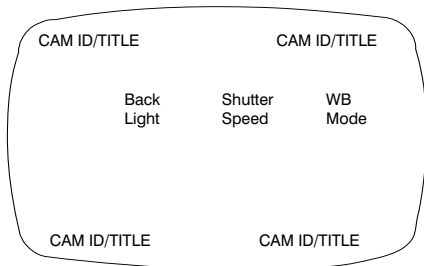 CAM ID/TITLE CAM ID/TITLE
Back Shutter WB
Light Speed Mode
CAM ID/TITLE CAM ID/TITLE